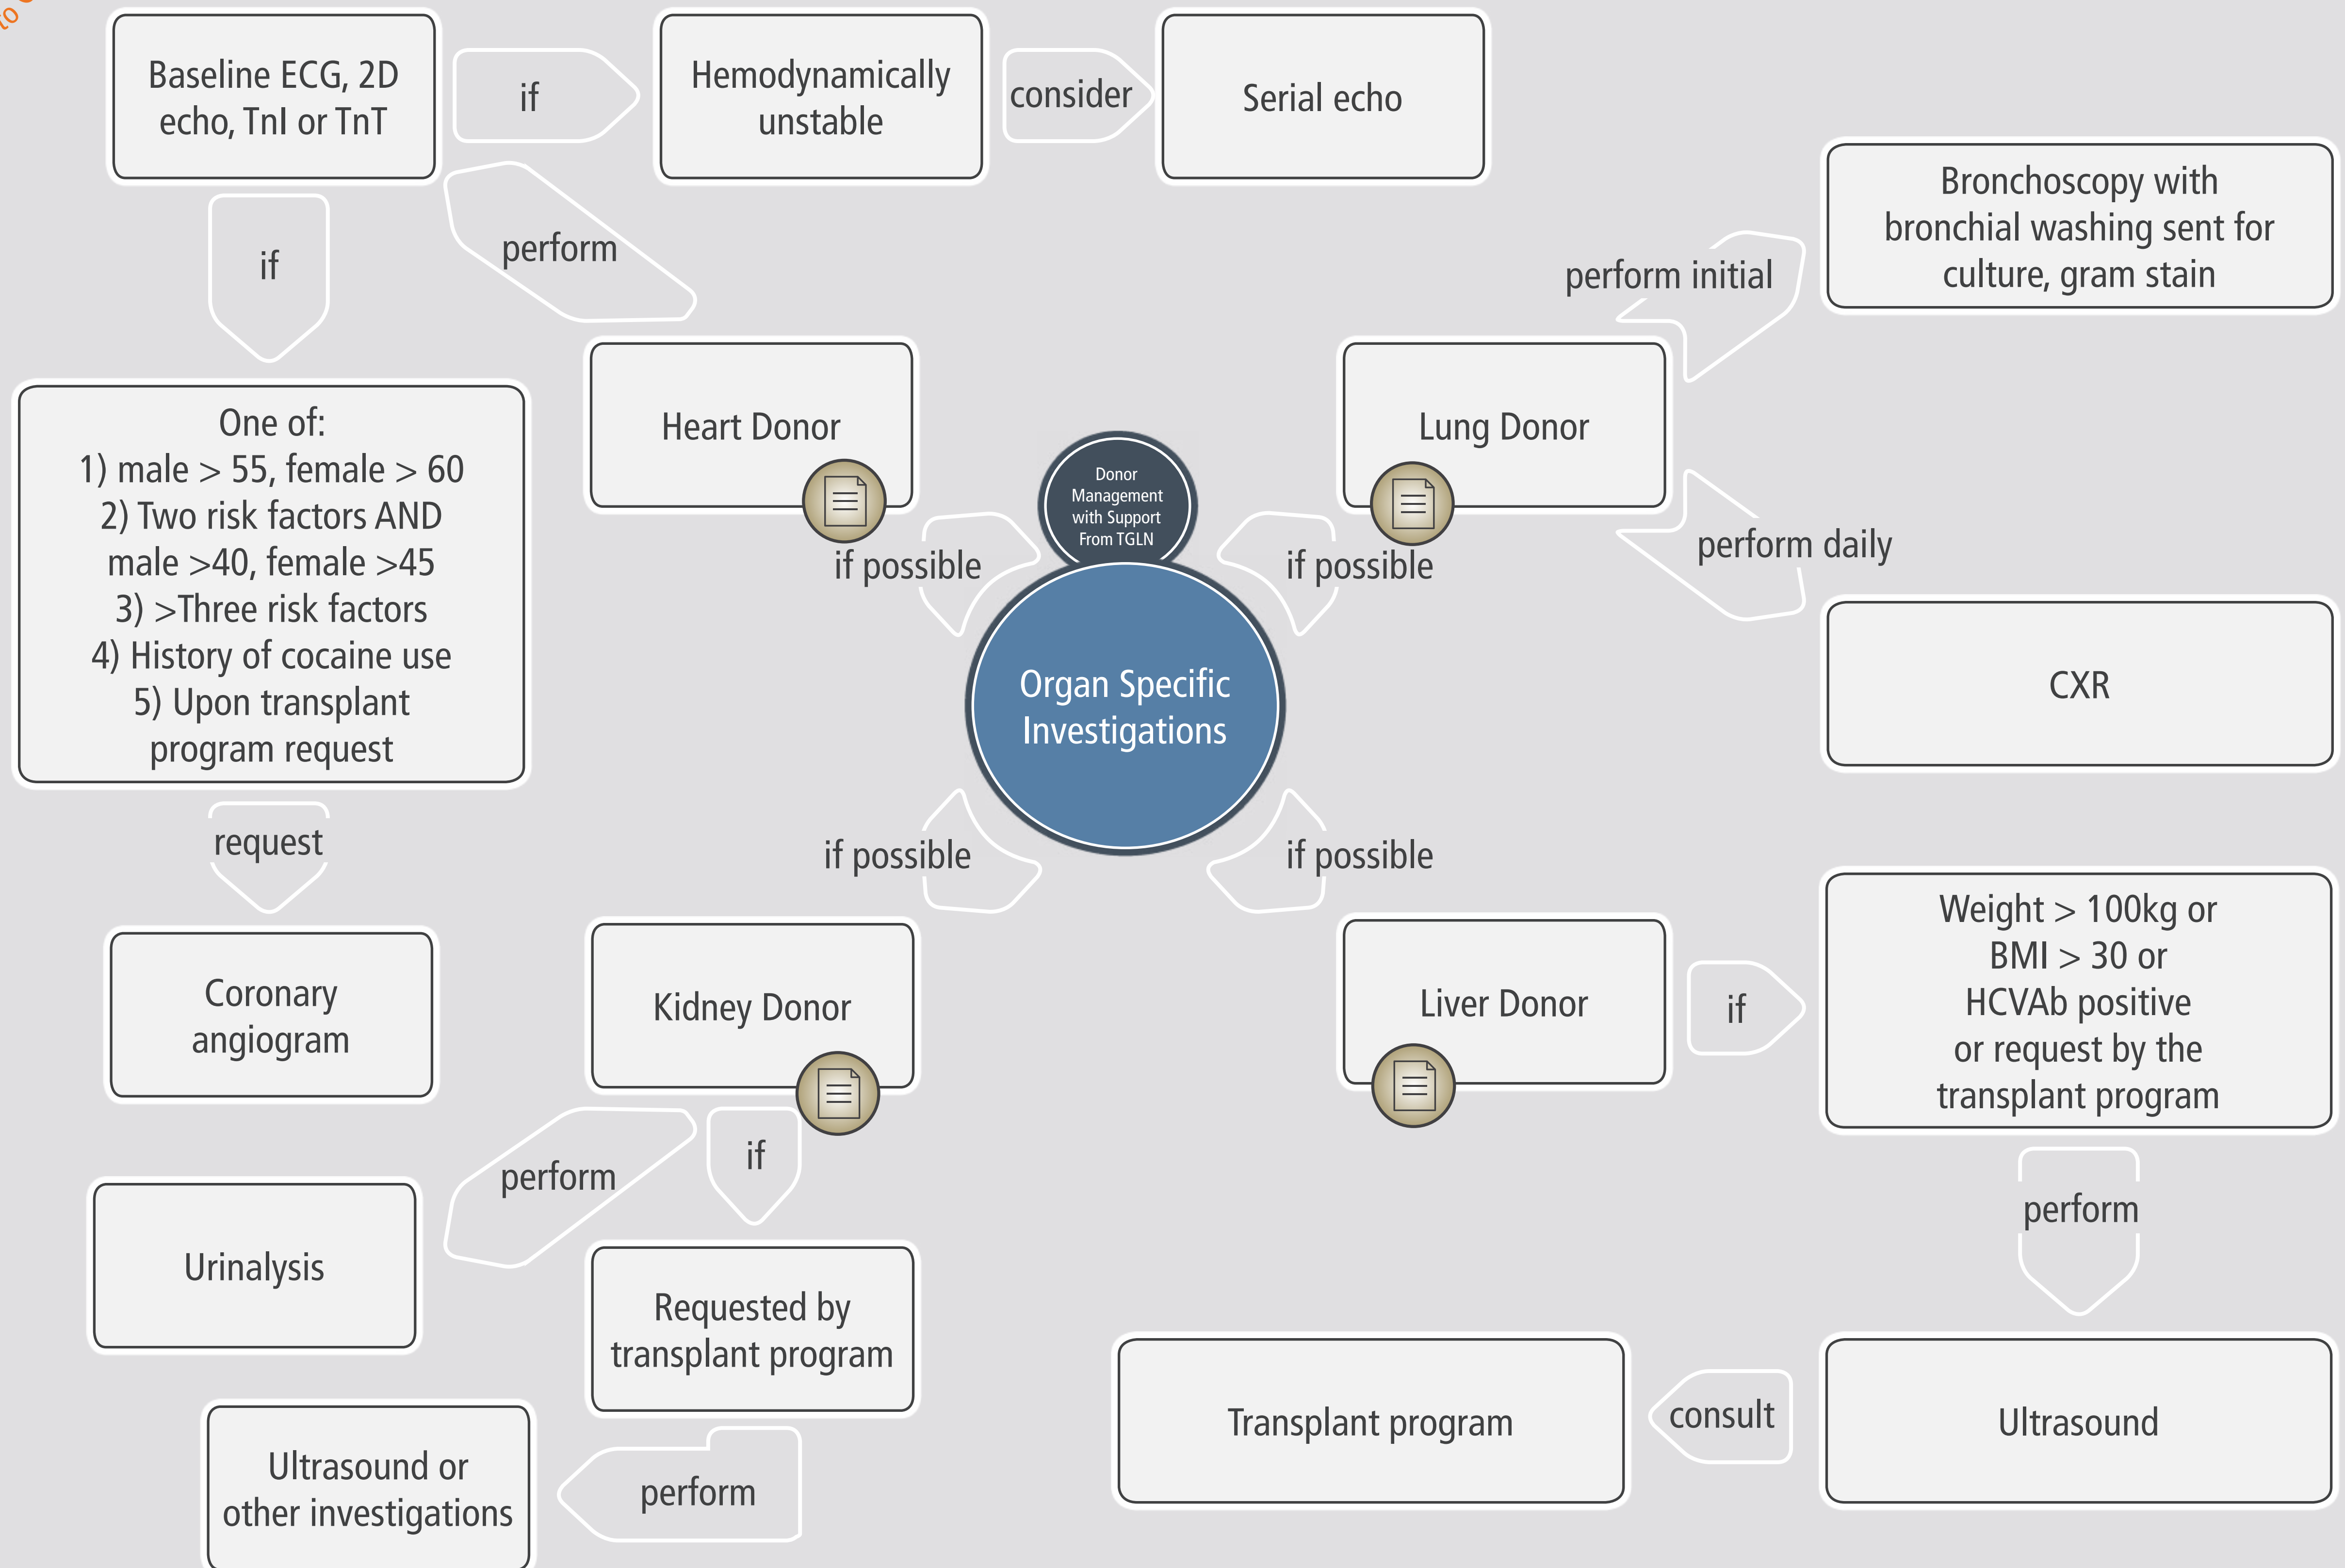 to
Baseline ECG, 2D
echo, TnI or TnT
if
Hemodynamically
unstable
consider
Serial echo
if
perform
One of:
1) male > 55, female > 60
2) Two risk factors AND
male >40, female >45
3) >Three risk factors
4) History of cocaine use
5) Upon transplant
program request
request
Coronary
angiogram
Heart Donor
if possible
Donor
Management
with Support
From TGLN
Organ Specific
Investigations
if possible
Lung Donor
perform initial
Bronchoscopy with
bronchial washing sent for
culture, gram stain
perform daily
CXR
if possible
Kidney Donor
perform
Urinalysis
if
Requested by
transplant program
perform
Ultrasound or
other investigations
if possible
Liver Donor
if
Weight > 100kg or
BMI > 30 or
HCVAb positive
or request by the
transplant program
perform
Ultrasound
consult
Transplant program